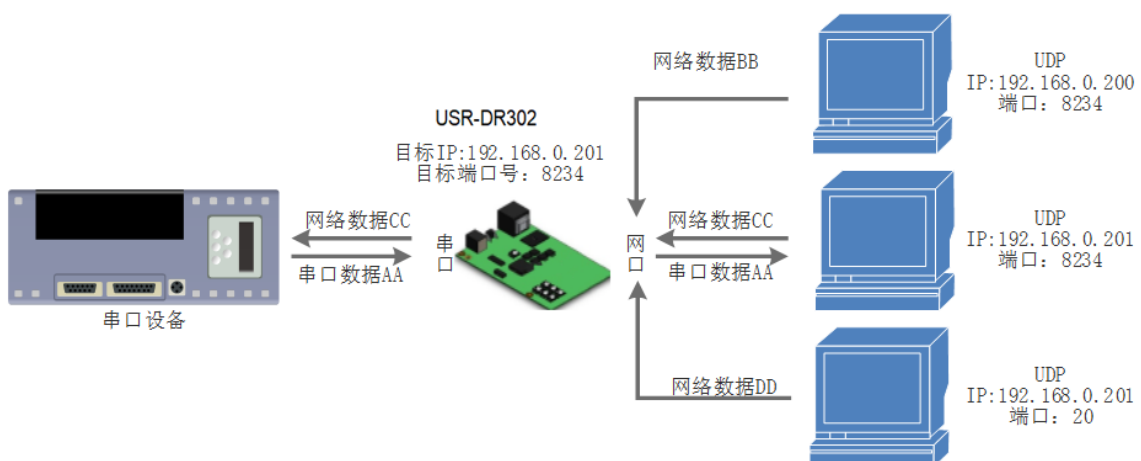 网络数据BB
UDP
IP:192.168.0.200
端口：8234
USR-DR302
目标IP:192.168.0.201
目标端口号：8234
网络数据CC
串口数据AA
串口
网口
网络数据CC
串口数据AA
UDP
IP:192.168.0.201
端口：8234
串口设备
网络数据DD
UDP
IP:192.168.0.201
端口：20